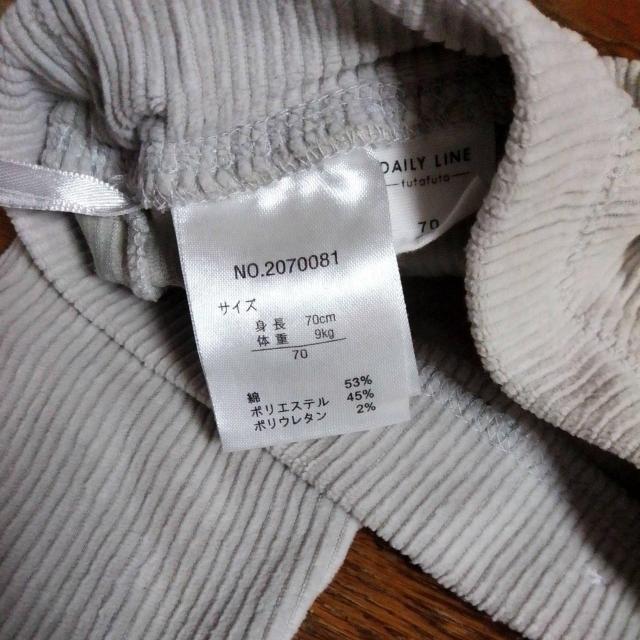 DAILY LINE
futafuta
70
NO.2070081
サイズ
身長 70cm
体重 9kg
70
綿 53%
ポリエステル 45%
ポリウレタン 2%